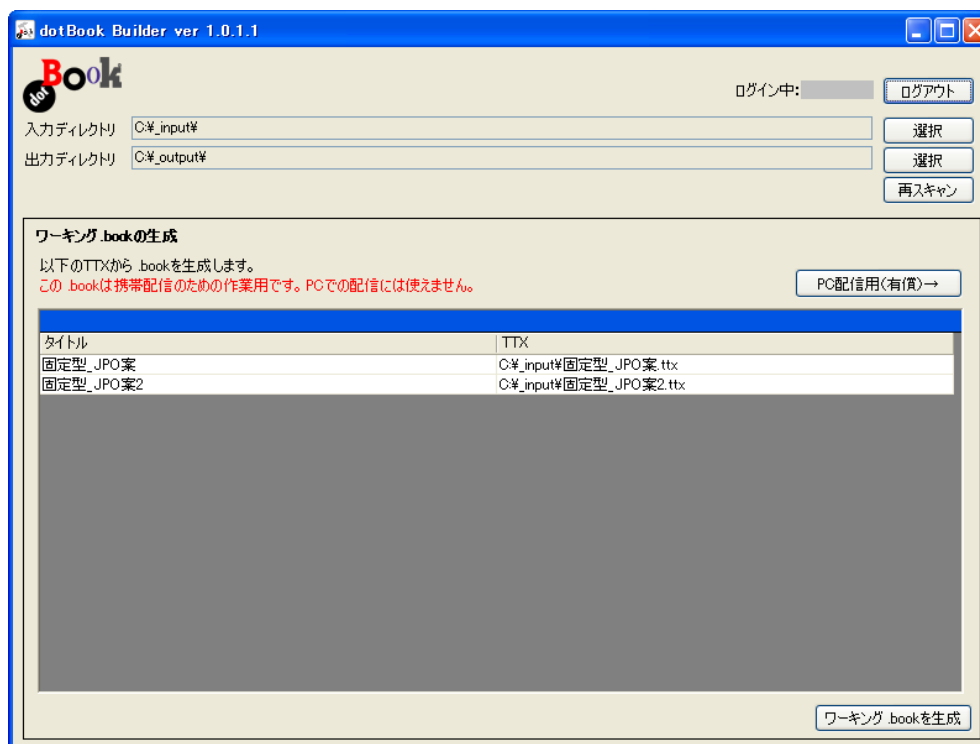 dotBook Builder ver 1.0.1.1
dot Book
ログイン中:
ログアウト
入力ディレクトリ C:¥_input¥ 選択
出力ディレクトリ C:¥_output¥ 選択
再スキャン
ワーキング.bookの生成
以下のTTXから .bookを生成します。
この .bookは携帯配信のための作業用です。PCでの配信には使えません。
PC配信用(有償)→
タイトル TTX
固定型_JPO案 C:¥_input¥固定型_JPO案.ttx
固定型_JPO案2 C:¥_input¥固定型_JPO案2.ttx
ワーキング.bookを生成